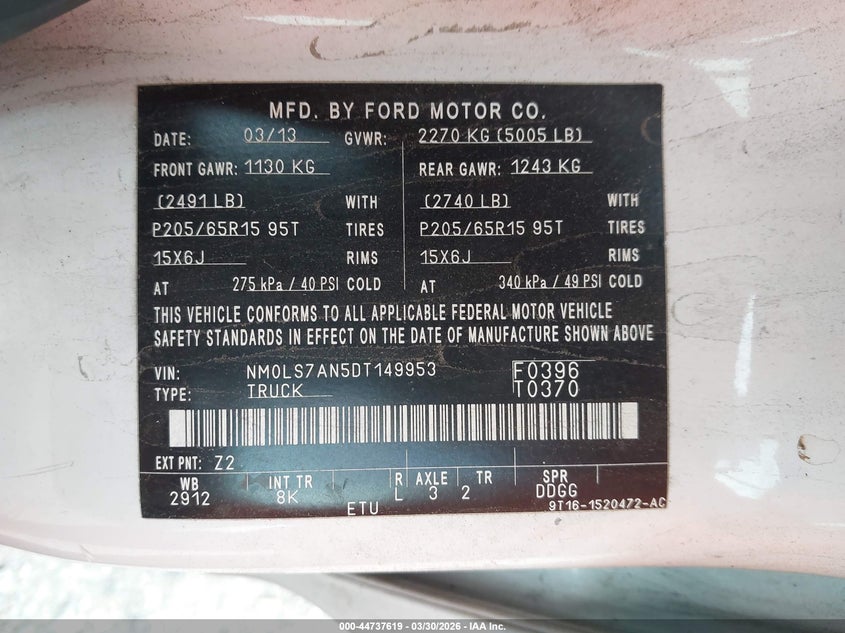 MFD. BY FORD MOTOR CO.
DATE: 03/13 GVWR: 2270 KG (5005 LB)
FRONT GAWR: 1130 KG REAR GAWR: 1243 KG
(2491 LB) WITH (2740 LB) WITH
P205/65R15 95T TIRES P205/65R15 95T TIRES
15X6J RIMS 15X6J RIMS
AT 275 kPa / 40 PSI COLD AT 340 kPa / 49 PSI COLD
THIS VEHICLE CONFORMS TO ALL APPLICABLE FEDERAL MOTOR VEHICLE
SAFETY STANDARDS IN EFFECT ON THE DATE OF MANUFACTURE SHOWN ABOVE
VIN: NM0LS7AN5DT149953 F0396
TYPE: TRUCK T0370
EXT PNT: Z2
WB INT TR R AXLE TR SPR
2912 8K L 3 2 DDGG
ETU 9T16-1520472-AC
000-44737619 - 03/30/2026 - IAA Inc.